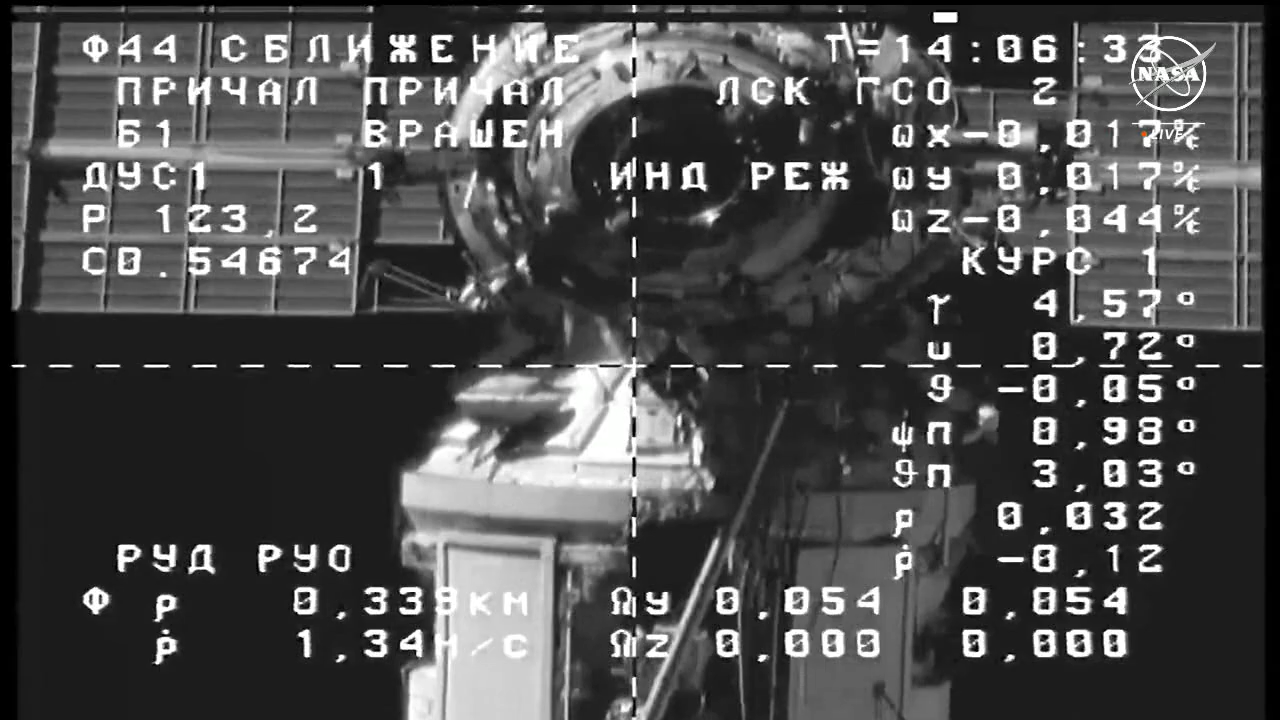 Ф44 СБЛИЖЕНИЕ Т=14:06:33
ПРИЧАЛ ПРИЧАЛ ЛСК ГСО 2
Б1 ВРАШЕН ωX-0,017°/с
ДУС1 1 ИНД РЕЖ ωУ 0,017°/с
Р 123,2 ωZ-0,044°/с
С0.54674 КУРС 1
γ 4,57°
ш 0,72°
ϑ -0,05°
ψп 0,98°
ϑп 3,03°
ρ 0,032
ρ̇ -0,12
РУД РУО
Ф ρ 0,339км ΩУ 0,054 0,054
ρ̇ 1,34м/с ΩZ 0,000 0,000
NASA
LIVE